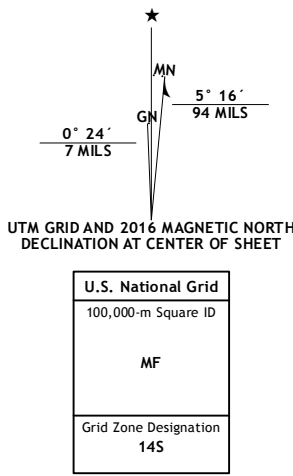 MN
GN
0° 24´
7 MILS
5° 16´
94 MILS
UTM GRID AND 2016 MAGNETIC NORTH
DECLINATION AT CENTER OF SHEET
U.S. National Grid
100,000-m Square ID
MF
Grid Zone Designation
14S